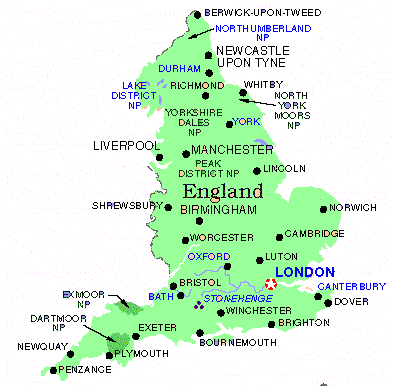 BERWICK-UPON-TWEED
NORTHUMBERLAND
NP
NEWCASTLE
UPON TYNE
DURHAM
LAKE
DISTRICT
NP
RICHMOND
WHITBY
NORTH
YORK
MOORS
NP
YORKSHIRE
DALES
NP
YORK
LIVERPOOL
MANCHESTER
PEAK
DISTRICT NP
LINCOLN
England
SHREWSBURY
BIRMINGHAM
NORWICH
WORCESTER
CAMBRIDGE
OXFORD
LUTON
LONDON
BRISTOL
EXMOOR NP
BATH
STONEHENGE
CANTERBURY
DOVER
DARTMOOR
NP
WINCHESTER
EXETER
BRIGHTON
BOURNEMOUTH
NEWQUAY
PLYMOUTH
PENZANCE